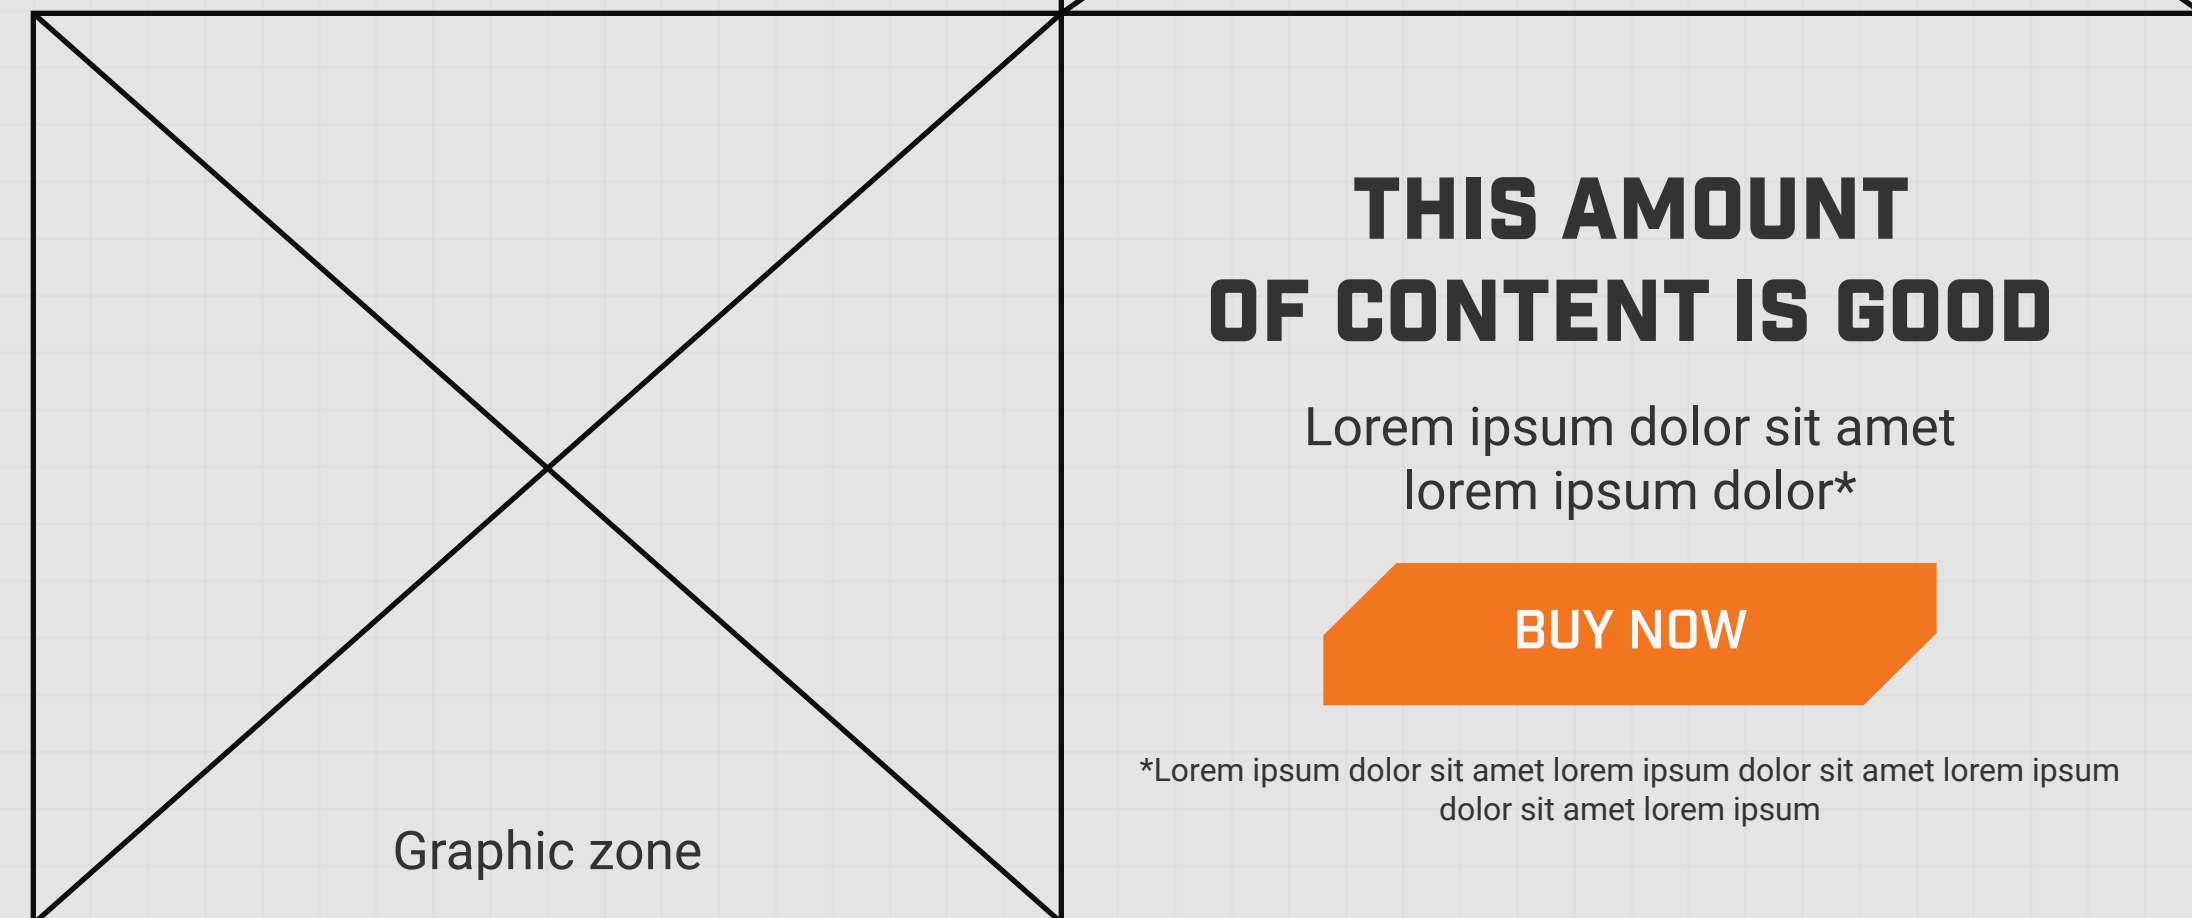 THIS AMOUNT
OF CONTENT IS GOOD
Lorem ipsum dolor sit amet
lorem ipsum dolor*
BUY NOW
*Lorem ipsum dolor sit amet lorem ipsum dolor sit amet lorem ipsum
dolor sit amet lorem ipsum
Graphic zone